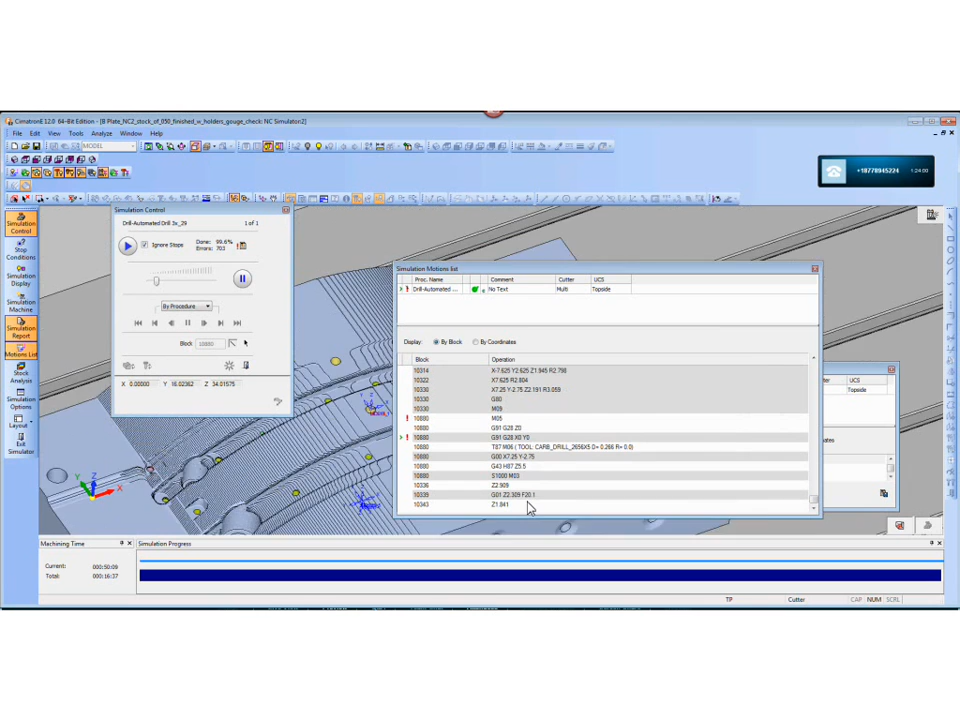 CimatronE 12.0 64-Bit Edition - [B Plate_NC2_stock_of_050_finished_w_holders_gouge_check: NC Simulator:2]
File Edit View Tools Analyze Window Help
MODEL
+18778945224 1:24:00
Simulation Control
Drill-Automated Drill 3x_29 1 of 1
Ignore Stops
Done: 99.6%
Errors: 703
By Procedure
Block 10880
X 0.00000 Y 18.02362 Z 34.01575
Simulation Control
Stop Conditions
Simulation Display
Simulation Machine
Simulation Report
Motions List
Stock Analysis
Simulation Options
Layout
Exit Simulator
Simulation Motions list
Proc. Name Comment Cutter UCS
Drill-Automated ... No Text Multi Topside
Display: By Block By Coordinates
Block Operation
10314 X-7.625 Y2.625 Z1.945 R2.798
10322 X7.625 R2.804
10336 X7.25 Y-2.75 Z2.191 R3.059
10330 G80
10330 M09
10880 M05
10880 G91 G28 Z0
10880 G91 G28 X0 Y0
10880 T87 M06 ( TOOL: CARB_DRILL_2656X5 D= 0.266 R= 0.0)
10880 G00 X7.25 Y-2.75
10880 G43 H87 Z5.5
10880 S1000 M03
10336 Z2.909
10339 G01 Z2.309 F20.1
10343 Z1.841
UCS
Topside
Machining Time
Current: 000:50:09
Total: 000:16:37
Simulation Progress
TP Cutter CAP NUM SCRL
X
Y
Z